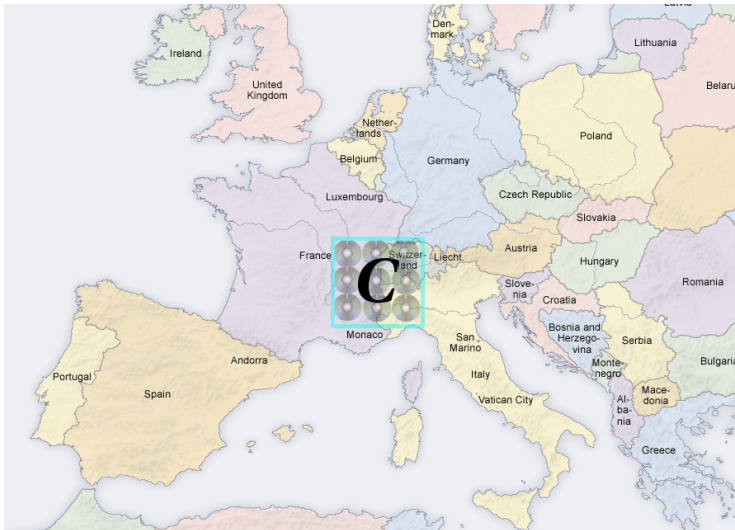 Latvia
Lithuania
Den-
mark
Ireland
United
Kingdom
Belaru
Nether-
lands
Poland
Belgium
Germany
Luxembourg
Czech Republic
Slovakia
France
Switzer-
land
Liecht
Austria
Hungary
C
Slove-
nia
Romania
Croatia
Monaco
San
Marino
Bosnia and
Herzego-
vina
Serbia
Andorra
Monte-
negro
Bulgaria
Portugal
Spain
Italy
Vatican City
Mace-
donia
Al-
ba-
nia
Greece